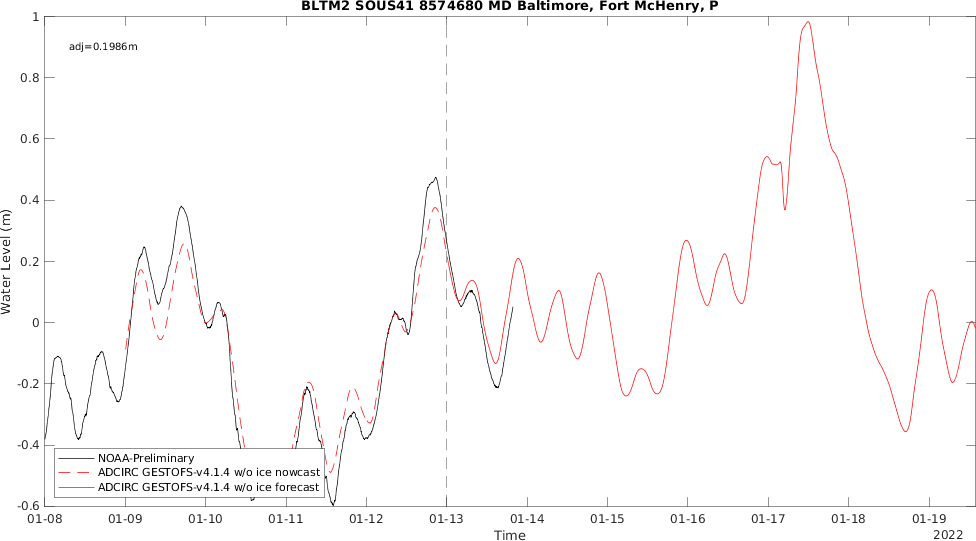 BLTM2 SOUS41 8574680 MD Baltimore, Fort McHenry, P
adj=0.1986m
1
0.8
0.6
0.4
0.2
0
-0.2
-0.4
-0.6
Water Level (m)
NOAA-Preliminary
ADCIRC GESTOFS-v4.1.4 w/o ice nowcast
ADCIRC GESTOFS-v4.1.4 w/o ice forecast
01-08 01-09 01-10 01-11 01-12 01-13 01-14 01-15 01-16 01-17 01-18 01-19
Time
2022